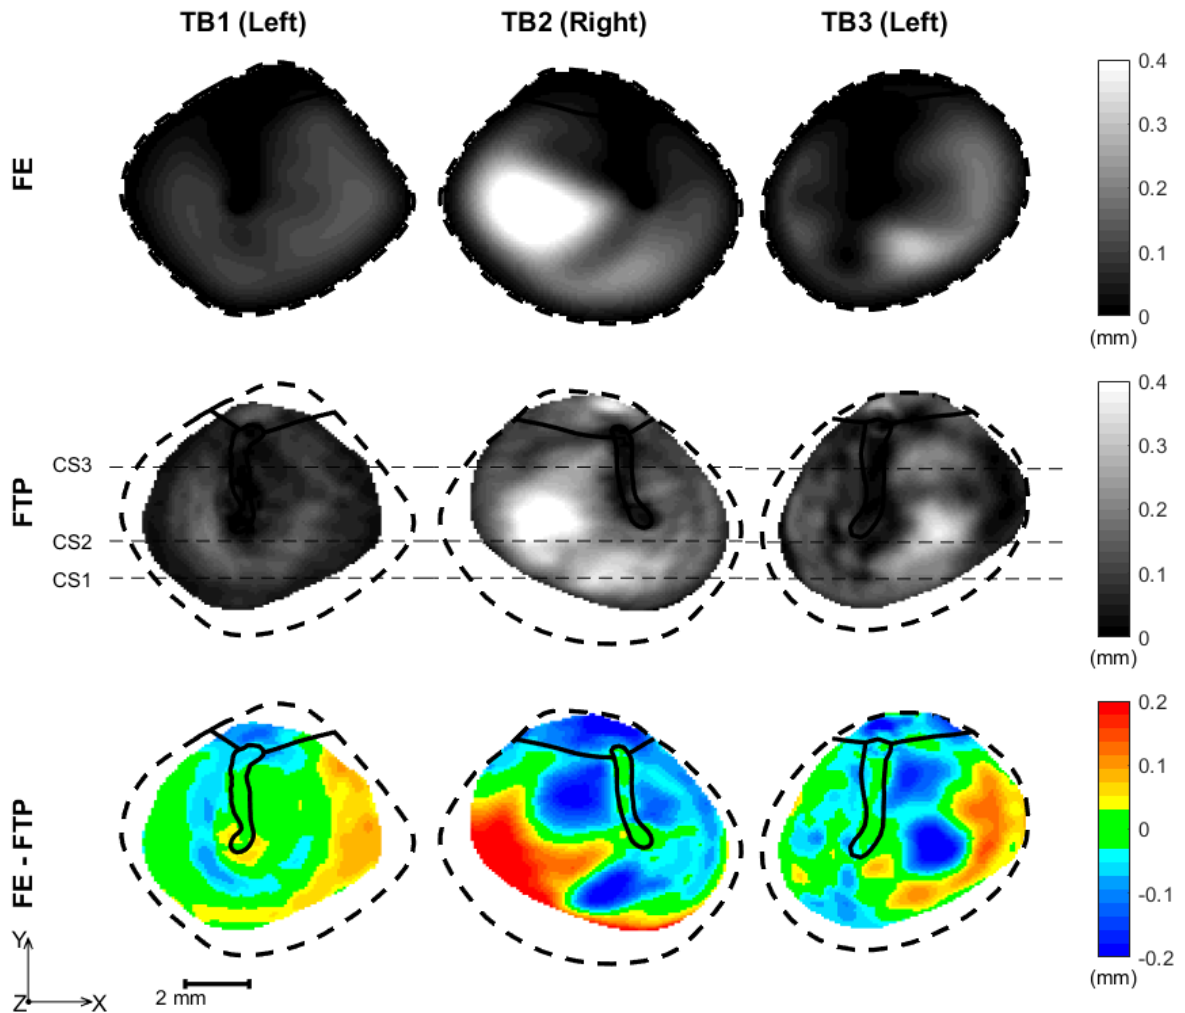 TB1 (Left) TB2 (Right) TB3 (Left)
FE
0.4
0.3
0.2
0.1
0
(mm)
FTP
CS3
CS2
CS1
0.4
0.3
0.2
0.1
0
(mm)
FE - FTP
0.2
0.1
0
-0.1
-0.2
(mm)
Y
Z X
2 mm